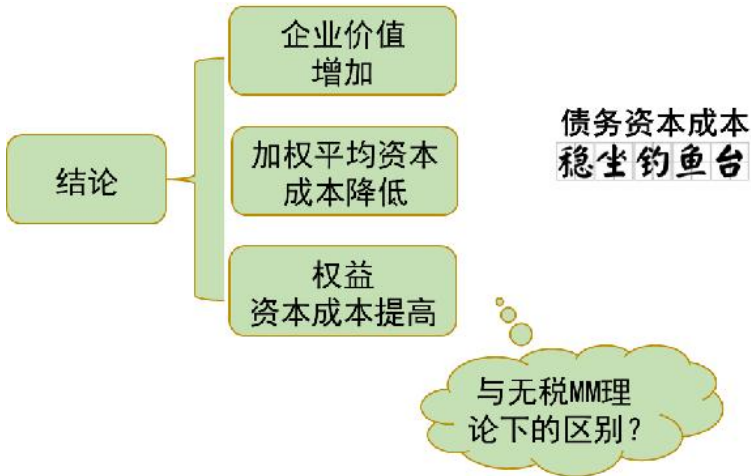 结论
企业价值
增加
加权平均资本
成本降低
权益
资本成本提高
债务资本成本
稳坐钓鱼台
与无税MM理
论下的区别?